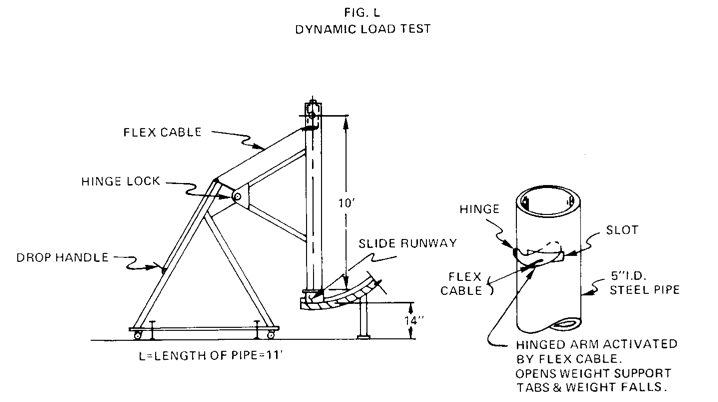 FIG. L
DYNAMIC LOAD TEST
FLEX CABLE
HINGE LOCK
10'
DROP HANDLE
SLIDE RUNWAY
14"
L=LENGTH OF PIPE=11'
HINGE
SLOT
FLEX
CABLE
5"I.D.
STEEL PIPE
HINGED ARM ACTIVATED
BY FLEX CABLE.
OPENS WEIGHT SUPPORT
TABS & WEIGHT FALLS.